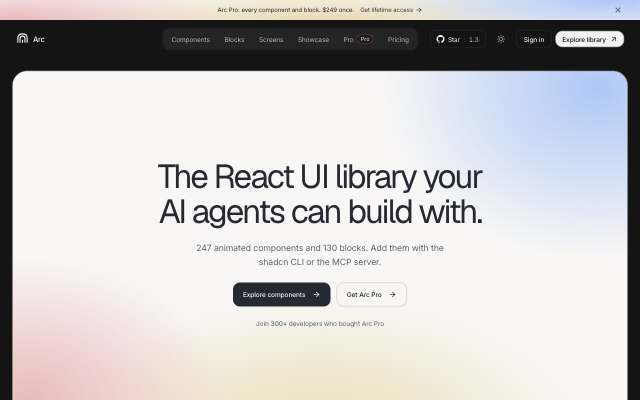 Arc Pro: every component and block. $249 once. Get lifetime access →
Arc
Components Blocks Screens Showcase Pro Pro Pricing
Star 1.3
Sign in
Explore library
The React UI library your
AI agents can build with.
247 animated components and 130 blocks. Add them with the
shadcn CLI or the MCP server.
Explore components →
Get Arc Pro →
Join 300+ developers who bought Arc Pro